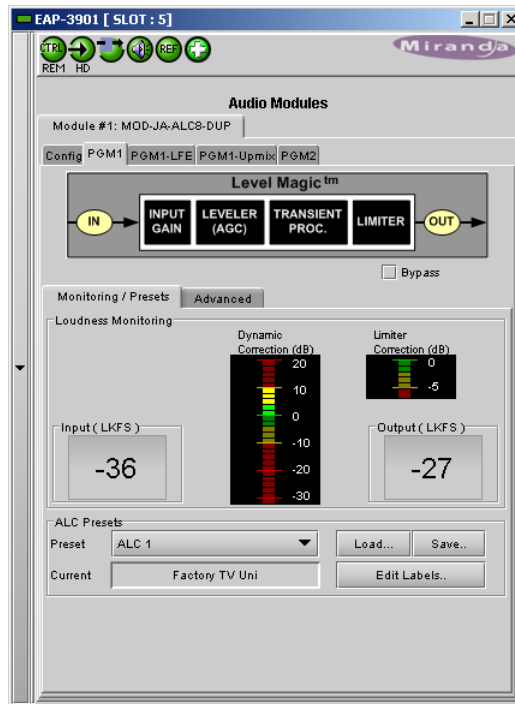 EAP-3901 [ SLOT : 5]
CTRL
REF
REM HD
Miranda
Audio Modules
Module #1: MOD-JA-ALC8-DUP
Config PGM1 PGM1-LFE PGM1-Upmix PGM2
Level Magic tm
IN
INPUT GAIN
LEVELER (AGC)
TRANSIENT PROC.
LIMITER
OUT
Bypass
Monitoring / Presets Advanced
Loudness Monitoring
Dynamic
Correction (dB)
20
10
0
-10
-20
-30
Limiter
Correction (dB)
0
-5
Input ( LKFS )
-36
Output ( LKFS )
-27
ALC Presets
Preset ALC 1 Load... Save..
Current Factory TV Uni Edit Labels..